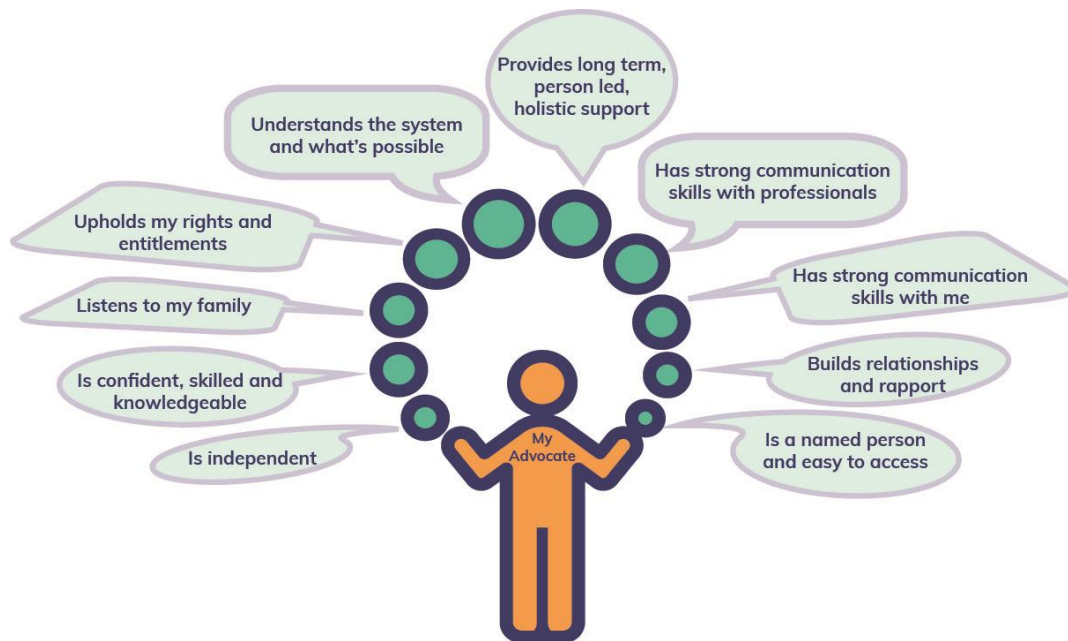 Provides long term,
person led,
holistic support
Understands the system
and what's possible
Has strong communication
skills with professionals
Upholds my rights and
entitlements
Has strong communication
skills with me
Listens to my family
Is confident, skilled and
knowledgeable
Builds relationships
and rapport
Is independent
Is a named person
and easy to access
My
Advocate